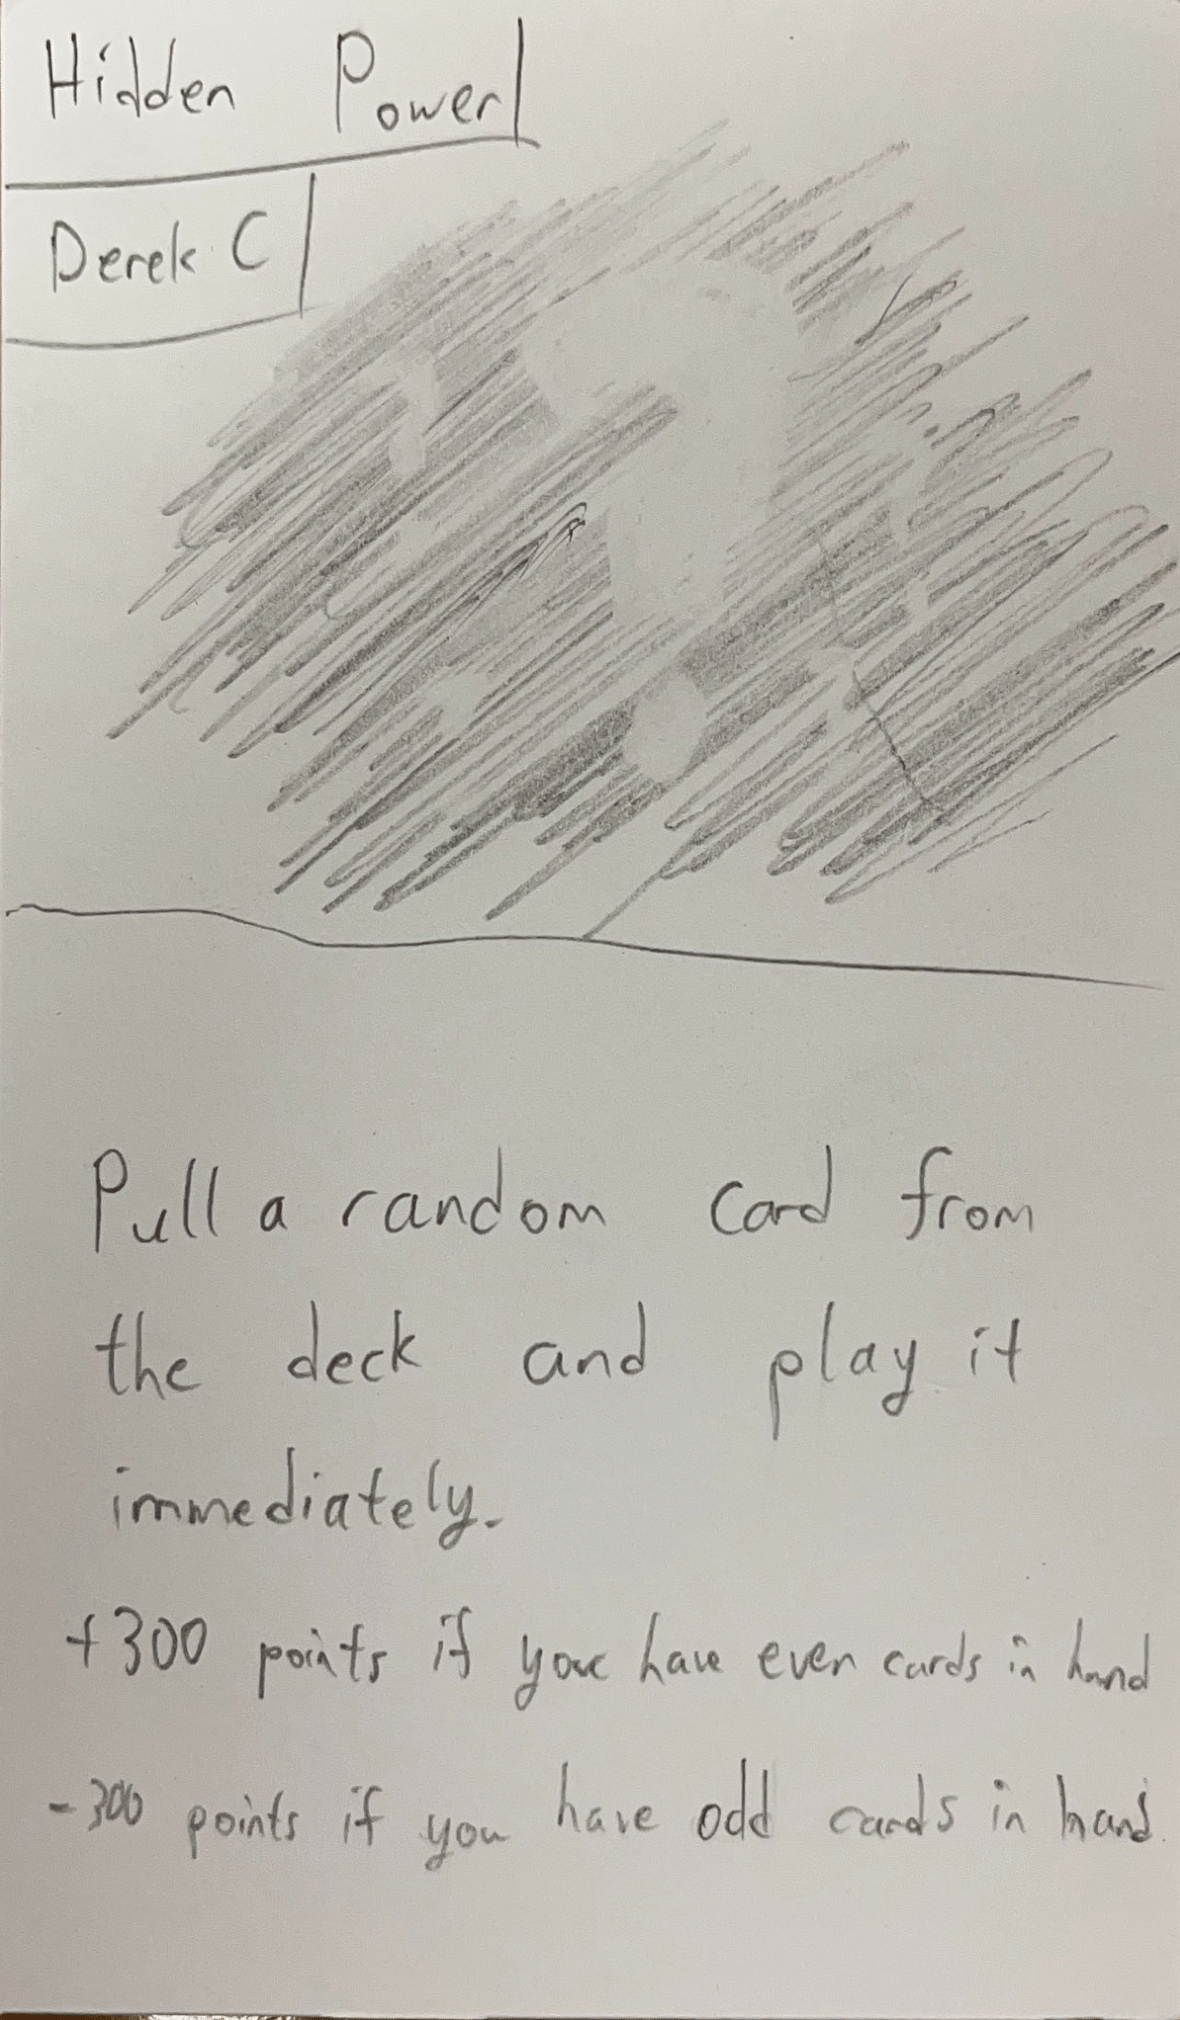 Hidden Power
Derek C
Pull a random card from
the deck and play it
immediately.
+300 points if you have even cards in hand
-300 points if you have odd cards in hand